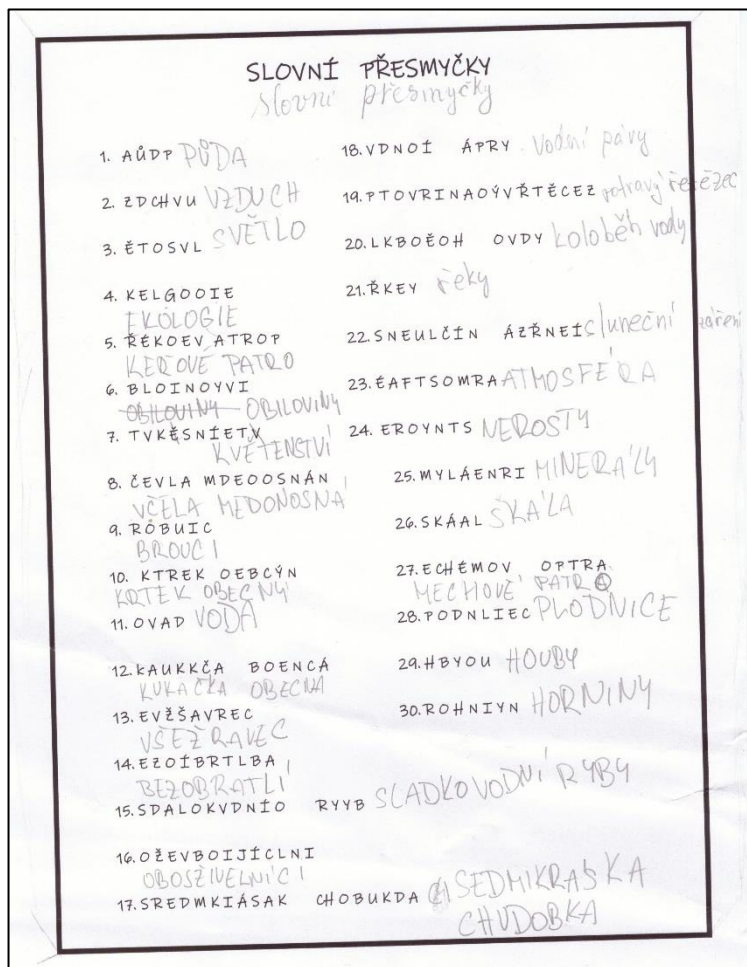 SLOVNÍ PŘESMYČKY
slovní přesmyčky
1. AŮDP PŮDA
2. ZDCHVU VZDUCH
3. ĚTOSVL SVĚTLO
4. KELGOOIE
EKOLOGIE
5. ŘÉKOEV ATROP
KEŘOVÉ PATRO
6. BLOINOYVI
OBILOVINY OBILOVINY
7. TVKĚSNÍETV
KVĚTENSTVÍ
8. ČEVLA MDEOOSNÁN
VČELA MEDONOSNÁ
9. RÓBUIC
BROUCI
10. KTREK OEBCÝN
KRTEK OBECNÝ
11. OVAD VODA
12. KAUKKČA BOENCÁ
KUKAČKA OBECNÁ
13. EVŽŠAVREC
VŠEŽRAVEC
14. EZOÍBRTLBA
BEZOBRATLÍ
15. SDALOKVDNÍO RYYB SLADKOVODNÍ RYBY
16. OŽEVBOIJÍCLNI
OBOŽIVELNÍCI
17. SREDMKIÁSAK CHOBUKDA SEDMIKRÁSKA
CHUDOBKA
18. VDNOÍ ÁPRY vodní páry
19. PTOVRINAOÝVŘTĚCEZ potravý řetězec
20. LKBOĚOH OVDY koloběh vody
21. ŘKEY řeky
22. SNEULČÍN ÁZŘNEÍ sluneční záření
23. ÉAFTSOMRA ATMOSFÉRA
24. EROYNTS NEROSTY
25. MYLÁENRI MINERÁLY
26. SKÁAL SKÁLA
27. ECHÉMOV OPTRA
MECHOVÉ PATRO
28. PODNLIEC PLODNICE
29. HBYOU HOUBY
30. ROHNIYN HORNINY